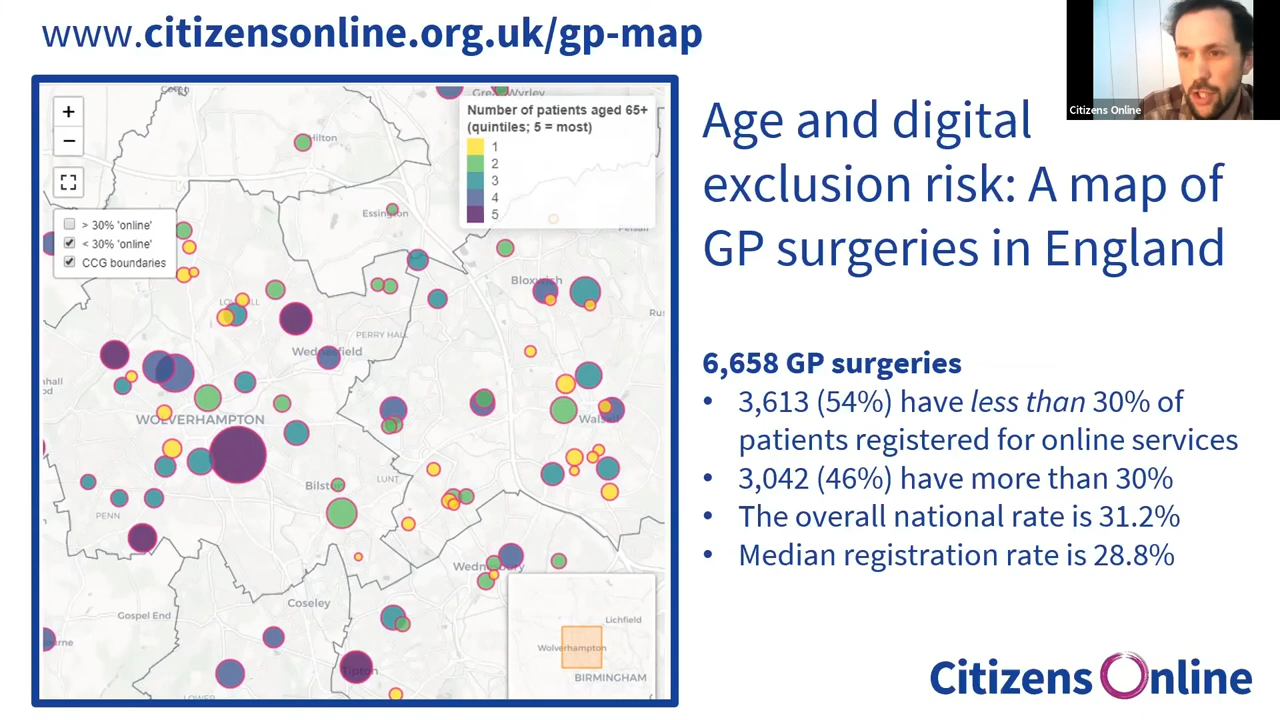 www.citizensonline.org.uk/gp-map
Citizens Online
Age and digital
exclusion risk: A map of
GP surgeries in England
6,658 GP surgeries
• 3,613 (54%) have less than 30% of
patients registered for online services
• 3,042 (46%) have more than 30%
• The overall national rate is 31.2%
• Median registration rate is 28.8%
Citizens Online
+
−
> 30% 'online'
< 30% 'online'
CCG boundaries
Number of patients aged 65+
(quintiles; 5 = most)
1
2
3
4
5
Great Wyrley
Hilton
Essington
Bloxwich
PERRY HALL
Wednesfield
WOLVERHAMPTON
Walsall
LUNT
Bilston
PENN
Wednesbury
Coseley
Gospel End
Tipton
LOWER
Lichfield
Wolverhampton
BIRMINGHAM